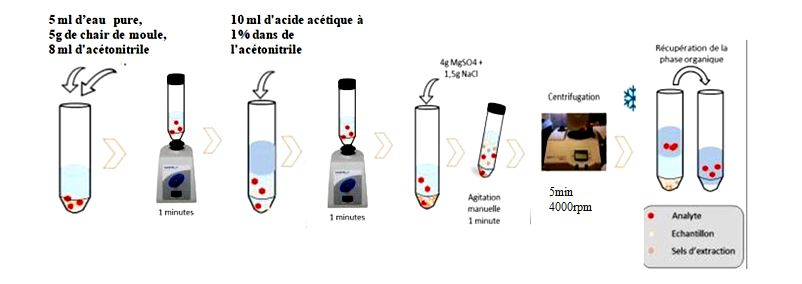 5 ml d'eau pure,
5g de chair de moule,
8 ml d'acétonitrile
10 ml d'acide acétique à
1% dans de
l'acétonitrile
4g MgSO4 +
1,5g NaCl
Centrifugation
Récupération de la
phase organique
1 minutes
1 minutes
Agitation
manuelle
1 minute
5min
4000rpm
Analyte
Echantillon
Sels d'extraction